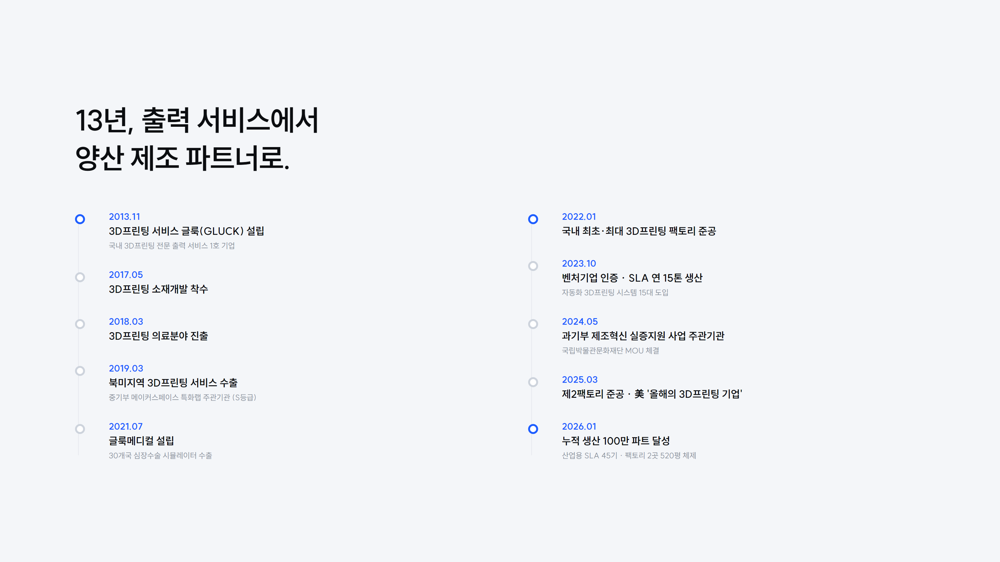 13년, 출력 서비스에서
양산 제조 파트너로.
2013.11
3D프린팅 서비스 글룩(GLUCK) 설립
국내 3D프린팅 전문 출력 서비스 1호 기업
2017.05
3D프린팅 소재개발 착수
2018.03
3D프린팅 의료분야 진출
2019.03
북미지역 3D프린팅 서비스 수출
중기부 메이커스페이스 특화랩 주관기관 (S등급)
2021.07
글룩메디컬 설립
30개국 심장수술 시뮬레이터 수출
2022.01
국내 최초·최대 3D프린팅 팩토리 준공
2023.10
벤처기업 인증 · SLA 연 15톤 생산
자동화 3D프린팅 시스템 15대 도입
2024.05
과기부 제조혁신 실증지원 사업 주관기관
국립박물관문화재단 MOU 체결
2025.03
제2팩토리 준공 · 美 '올해의 3D프린팅 기업'
2026.01
누적 생산 100만 파트 달성
산업용 SLA 45기 · 팩토리 2곳 520평 체제